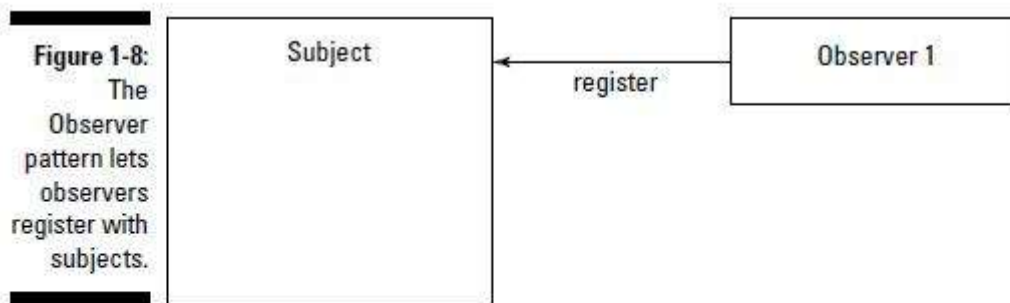 Figure 1-8:
The
Observer
pattern lets
observers
register with
subjects.
Subject
register
Observer 1